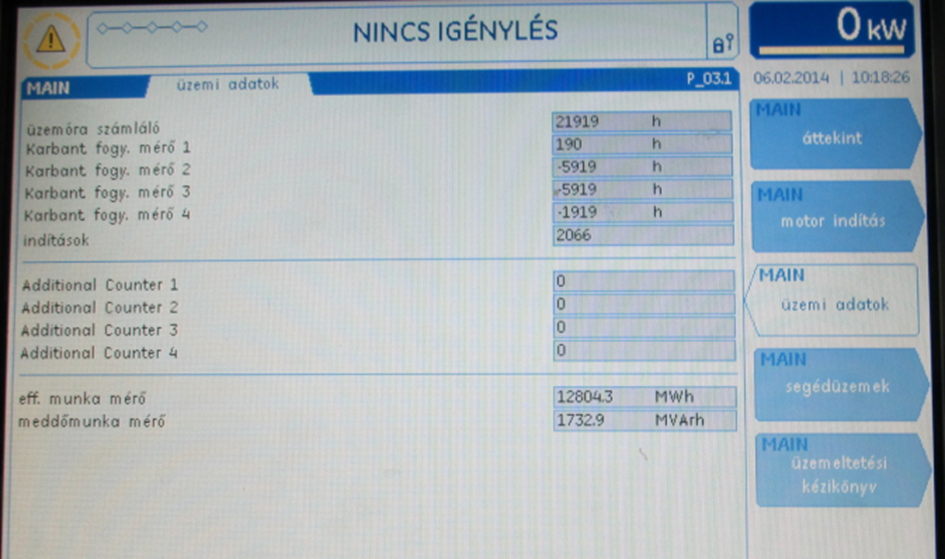 NINCS IGÉNYLÉS
0 kW
MAIN
üzemi adatok
P_03.1
06.02.2014 | 10:18:26
üzemóra számláló 21919 h
Karbant fogy. mérő 1 190 h
Karbant fogy. mérő 2 -5919 h
Karbant fogy. mérő 3 -5919 h
Karbant fogy. mérő 4 -1919 h
indítások 2066
Additional Counter 1 0
Additional Counter 2 0
Additional Counter 3 0
Additional Counter 4 0
eff. munka mérő 12804.3 MWh
meddőmunka mérő 1732.9 MVArh
MAIN
áttekint
MAIN
motor indítás
MAIN
üzemi adatok
MAIN
segédüzemek
MAIN
üzemeltetési
kézikönyv